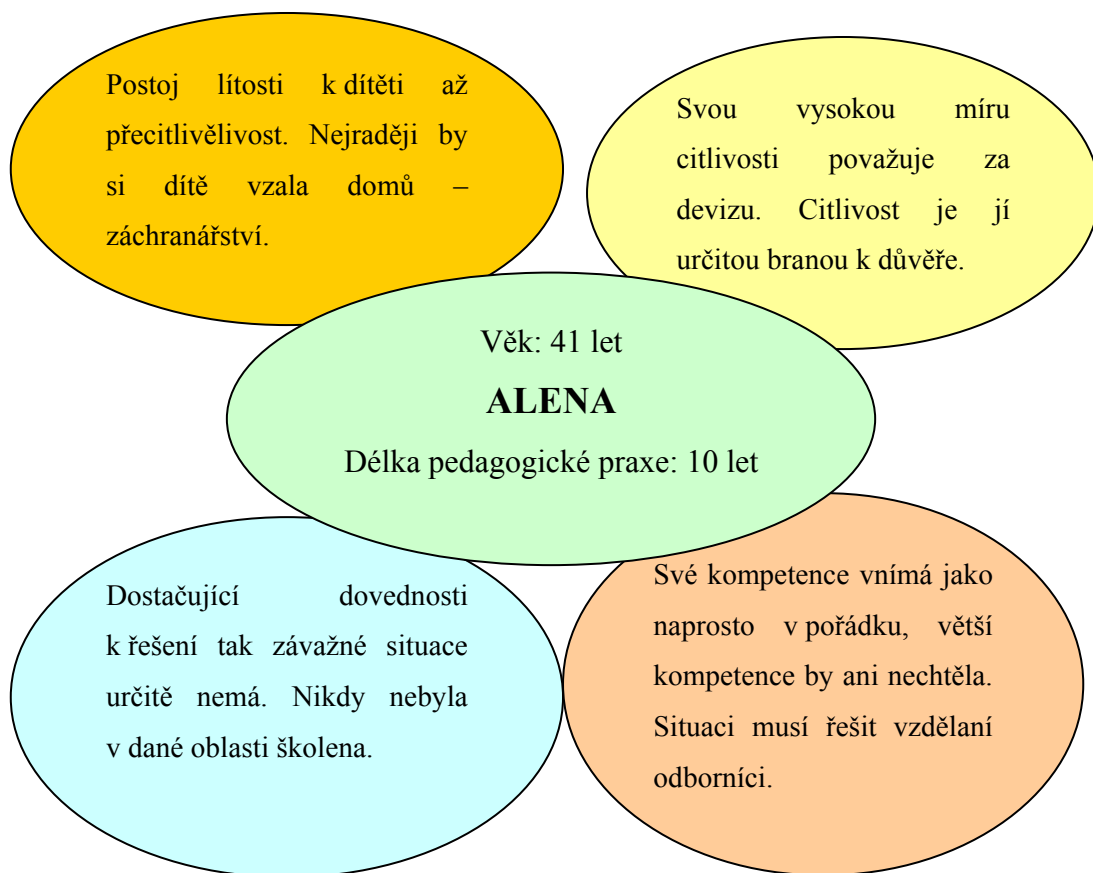 Postoj lítosti k dítěti až
přecitlivělivost. Nejraději by
si dítě vzala domů –
záchranářství.
Svou vysokou míru
citlivosti považuje za
devizu. Citlivost je jí
určitou branou k důvěře.
Věk: 41 let
ALENA
Délka pedagogické praxe: 10 let
Dostačující dovednosti
k řešení tak závažné situace
určitě nemá. Nikdy nebyla
v dané oblasti školena.
Své kompetence vnímá jako
naprosto v pořádku, větší
kompetence by ani nechtěla.
Situaci musí řešit vzdělaní
odborníci.